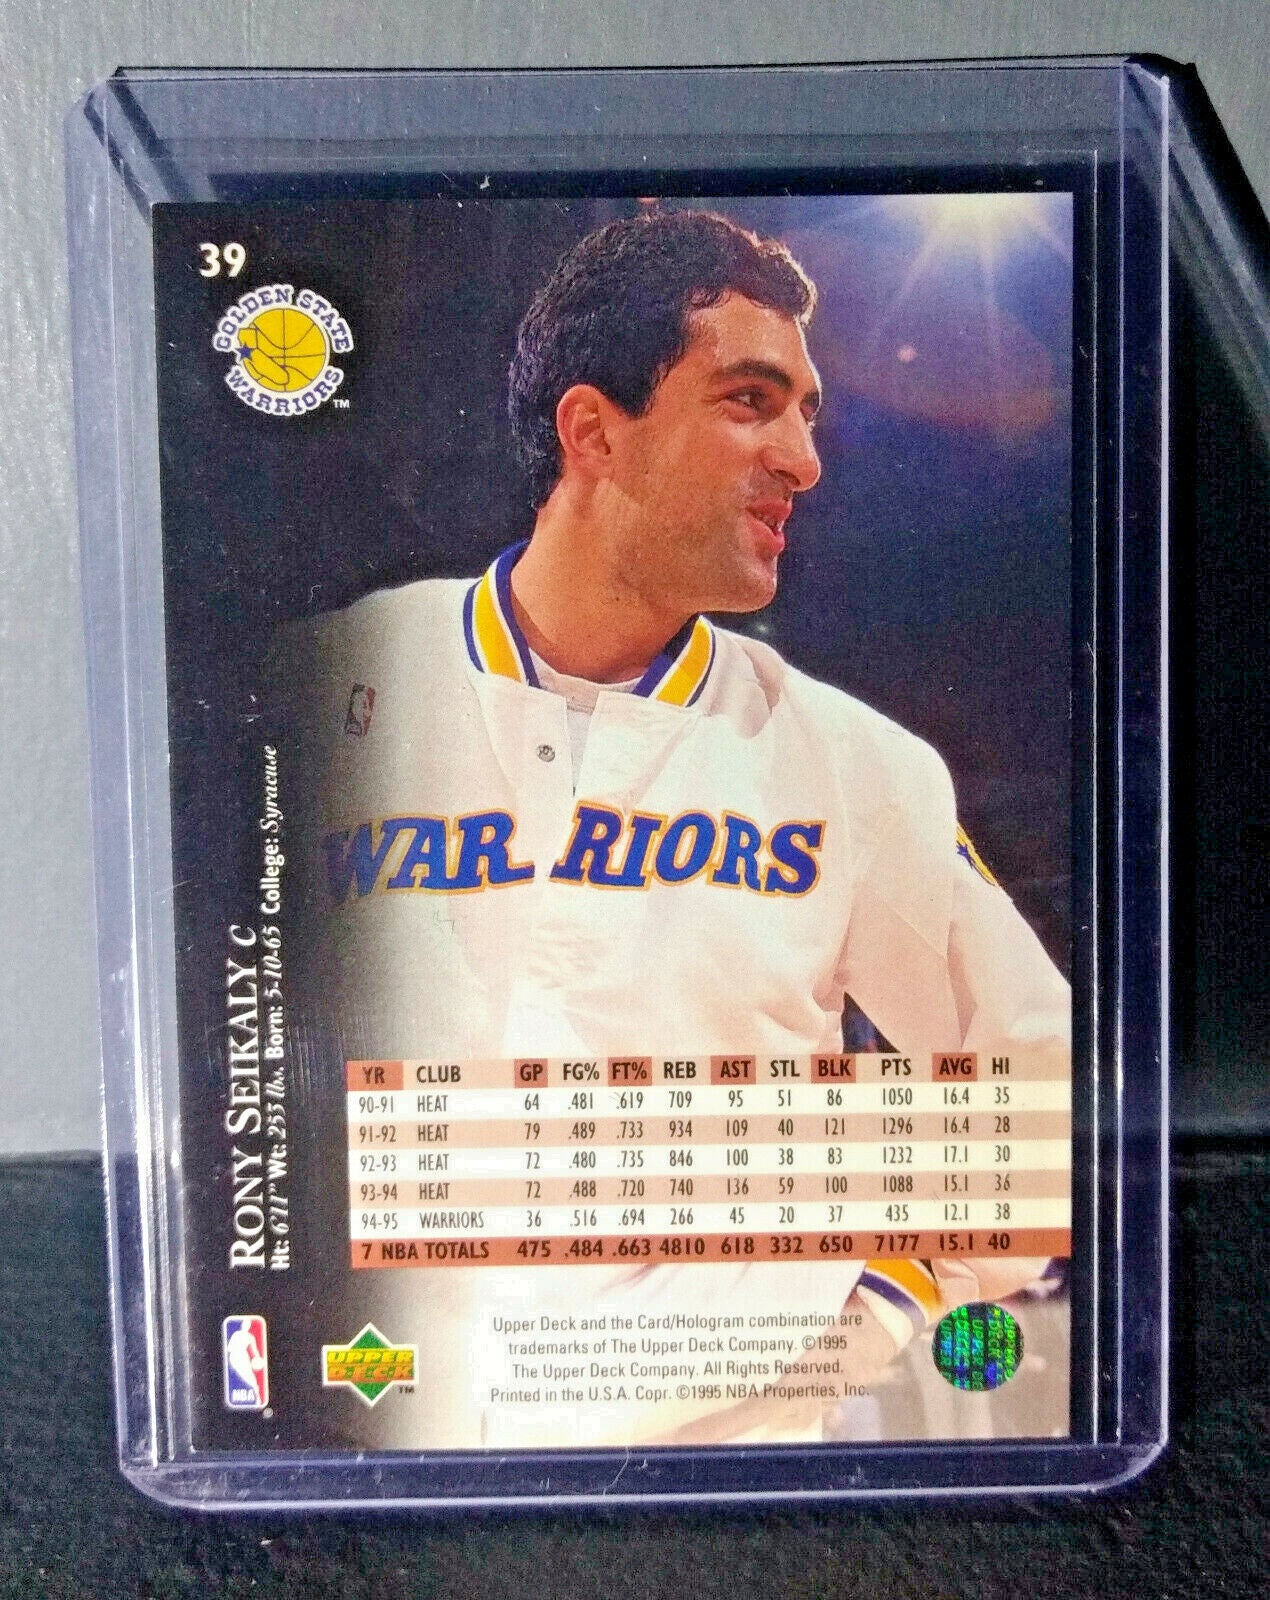 39
GOLDEN STATE
WARRIORS
TM
WARRIORS
RONY SEIKALY C
Ht: 6'11" Wt: 253 lbs. Born: 5-10-65 College: Syracuse
YR CLUB GP FG% FT% REB AST STL BLK PTS AVG HI
90-91 HEAT 64 .481 .619 709 95 51 86 1050 16.4 35
91-92 HEAT 79 .489 .733 934 109 40 121 1296 16.4 28
92-93 HEAT 72 .480 .735 846 100 38 83 1232 17.1 30
93-94 HEAT 72 .488 .720 740 136 59 100 1088 15.1 36
94-95 WARRIORS 36 .516 .694 266 45 20 37 435 12.1 38
7 NBA TOTALS 475 .484 .663 4810 618 332 650 7177 15.1 40
NBA
®
UPPER
DECK
TM
Upper Deck and the Card/Hologram combination are
trademarks of The Upper Deck Company. ©1995
The Upper Deck Company. All Rights Reserved.
Printed in the U.S.A. Copr. ©1995 NBA Properties, Inc.